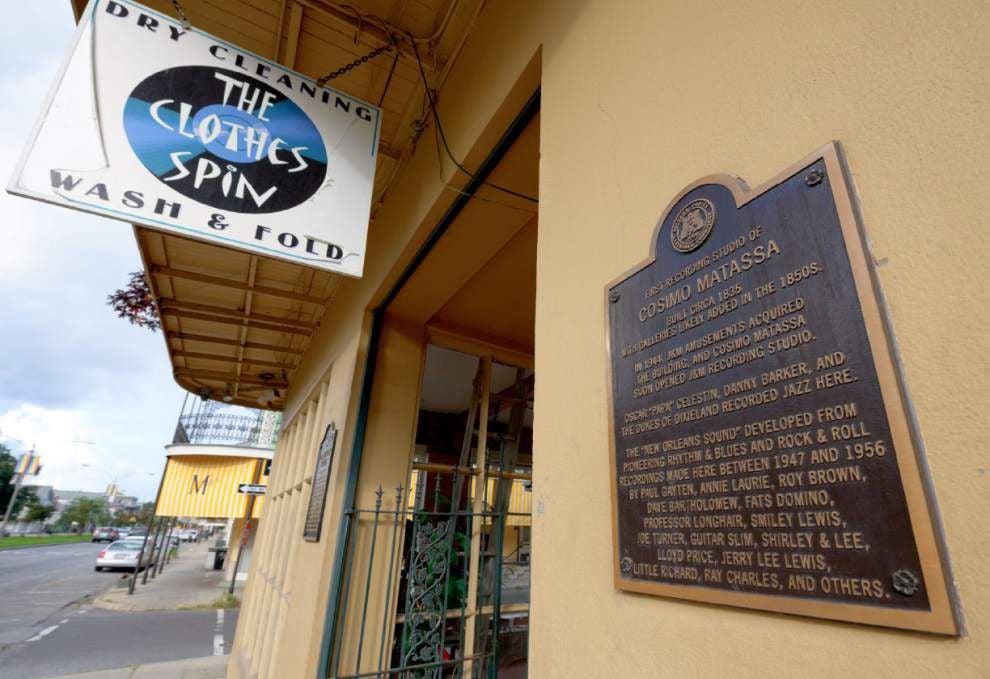 DRY CLEANING
THE
CLOTHES
SPIN
WASH & FOLD
M
FIRST RECORDING STUDIO OF
COSIMO MATASSA
BUILT CIRCA 1835
WITH GALLERIES LIKELY ADDED IN THE 1850S.
IN 1944, J&M AMUSEMENTS ACQUIRED
THE BUILDING, AND COSIMO MATASSA
SOON OPENED J&M RECORDING STUDIO.
OSCAR "PAPA" CELESTIN, DANNY BARKER, AND
THE DUKES OF DIXIELAND RECORDED JAZZ HERE.
THE "NEW ORLEANS SOUND" DEVELOPED FROM
PIONEERING RHYTHM & BLUES AND ROCK & ROLL
RECORDINGS MADE HERE BETWEEN 1947 AND 1956
BY PAUL GAYTEN, ANNIE LAURIE, ROY BROWN,
DAVE BARTHOLOMEW, FATS DOMINO,
PROFESSOR LONGHAIR, SMILEY LEWIS,
JOE TURNER, GUITAR SLIM, SHIRLEY & LEE,
LLOYD PRICE, JERRY LEE LEWIS,
LITTLE RICHARD, RAY CHARLES, AND OTHERS.